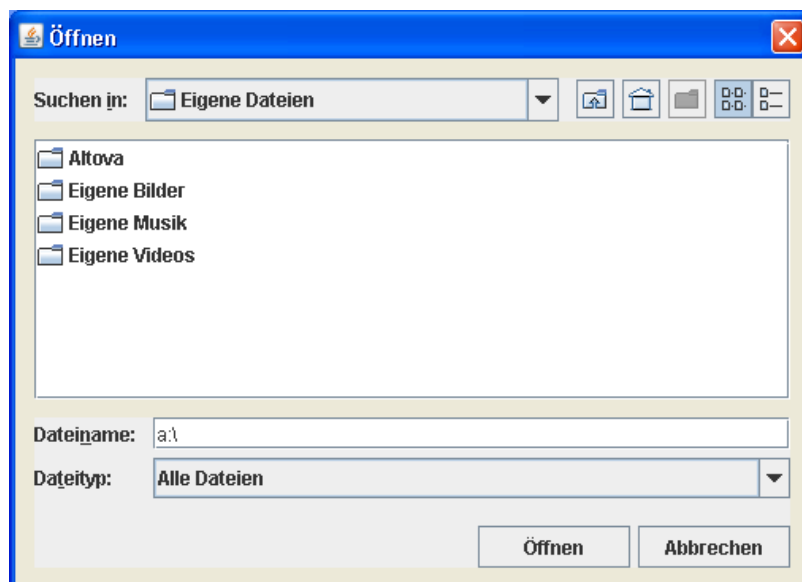 Öffnen
Suchen in: Eigene Dateien
Altova
Eigene Bilder
Eigene Musik
Eigene Videos
Dateiname: a:\
Dateityp: Alle Dateien
Öffnen Abbrechen